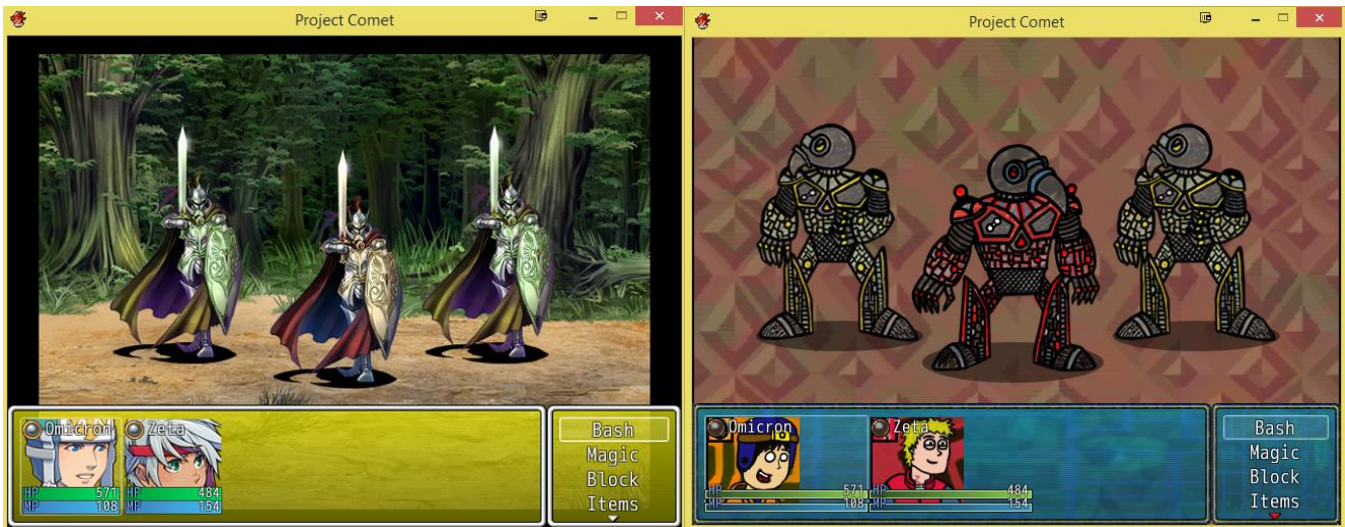 Project Comet
Omicron
Zeta
HP 571
MP 108
HP 484
MP 154
Bash
Magic
Block
Items
Project Comet
Omicron
Zeta
HP 571
MP 108
HP 484
MP 154
Bash
Magic
Block
Items